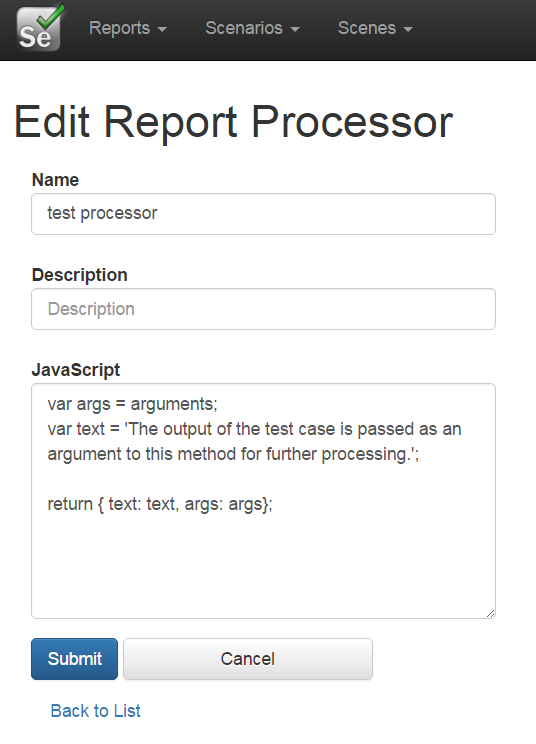 Se Reports Scenarios Scenes
Edit Report Processor
Name
test processor
Description
Description
JavaScript
var args = arguments;
var text = 'The output of the test case is passed as an
argument to this method for further processing.';
return { text: text, args: args};
Submit Cancel
Back to List